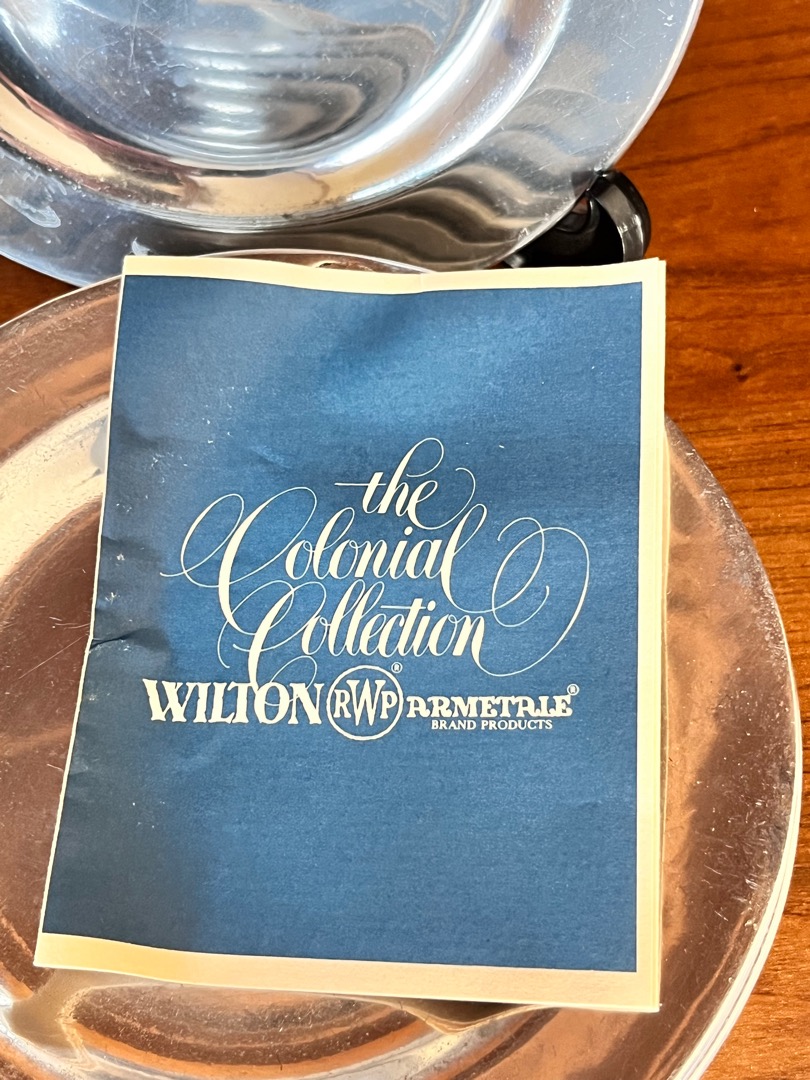 the
Colonial
Collection
WILTON RWP® ARMETALE®
BRAND PRODUCTS